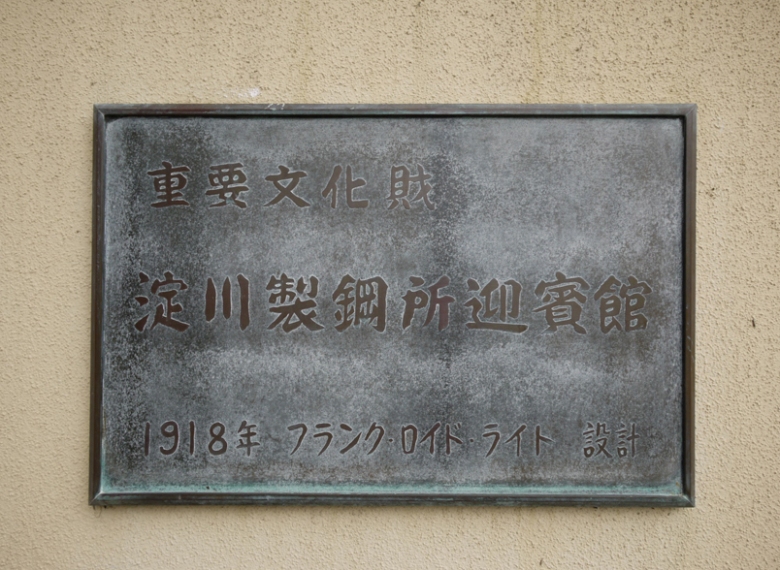 重要文化財
淀川製鋼所迎賓館
1918年 フランク・ロイド・ライト 設計